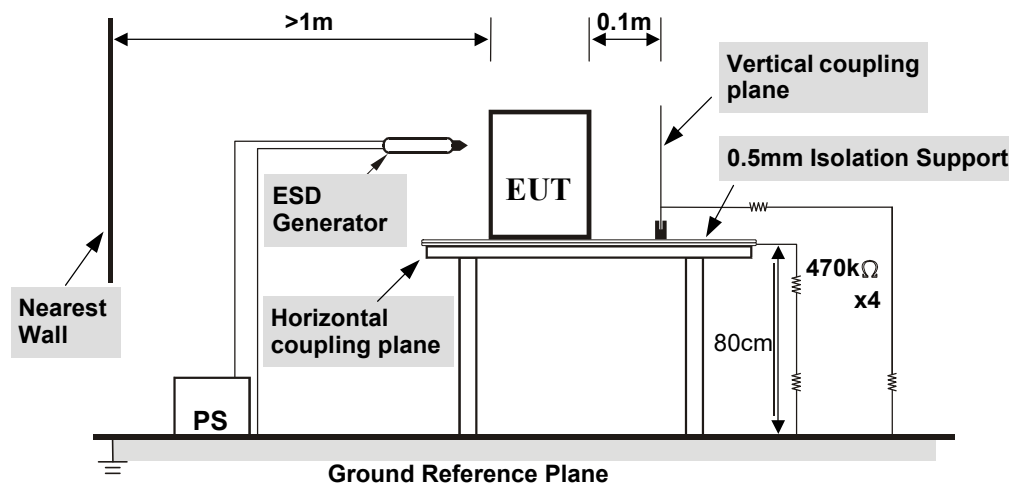 >1m
0.1m
Vertical coupling
plane
0.5mm Isolation Support
ESD
Generator
EUT
470kΩ
x4
Nearest
Wall
Horizontal
coupling plane
80cm
PS
Ground Reference Plane